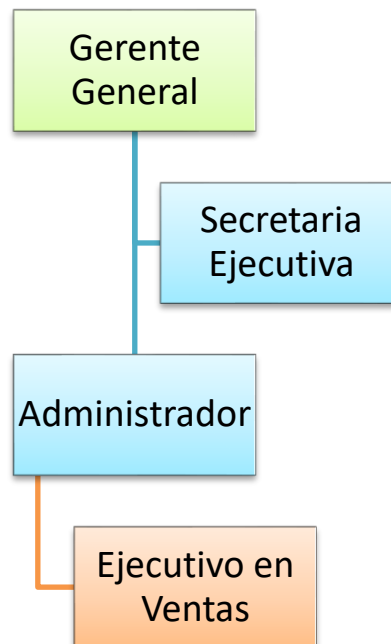 Gerente
General
Secretaria
Ejecutiva
Administrador
Ejecutivo en
Ventas